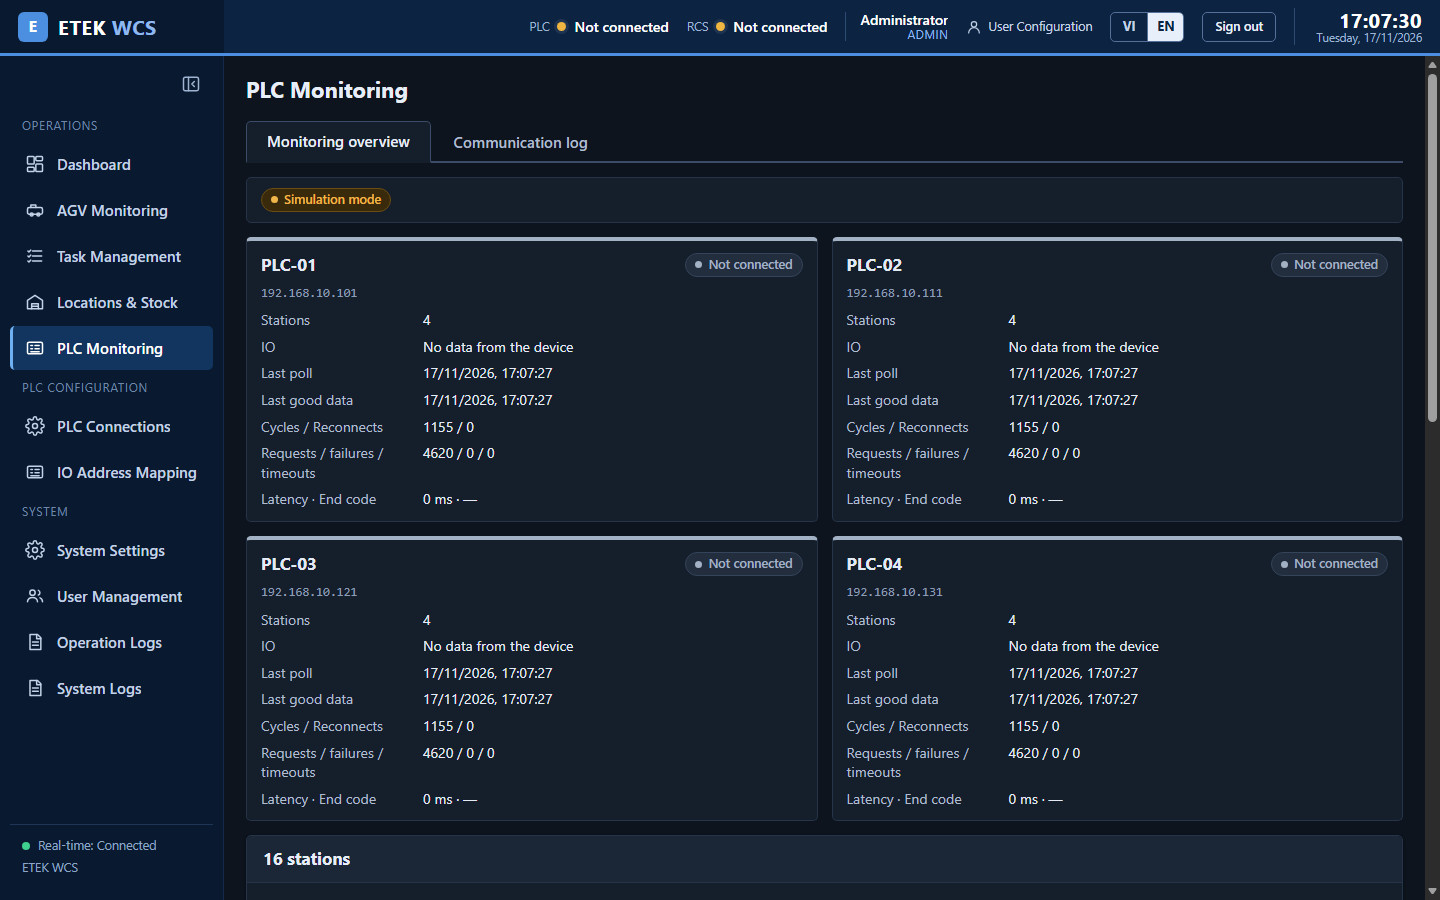 E ETEK WCS
PLC Not connected RCS Not connected
Administrator
ADMIN
User Configuration
VI EN
Sign out
17:07:30
Tuesday, 17/11/2026
OPERATIONS
Dashboard
AGV Monitoring
Task Management
Locations & Stock
PLC Monitoring
PLC CONFIGURATION
PLC Connections
IO Address Mapping
SYSTEM
System Settings
User Management
Operation Logs
System Logs
Real-time: Connected
ETEK WCS
PLC Monitoring
Monitoring overview Communication log
Simulation mode
PLC-01 Not connected
192.168.10.101
Stations 4
IO No data from the device
Last poll 17/11/2026, 17:07:27
Last good data 17/11/2026, 17:07:27
Cycles / Reconnects 1155 / 0
Requests / failures / 4620 / 0 / 0
timeouts
Latency · End code 0 ms · —
PLC-02 Not connected
192.168.10.111
Stations 4
IO No data from the device
Last poll 17/11/2026, 17:07:27
Last good data 17/11/2026, 17:07:27
Cycles / Reconnects 1155 / 0
Requests / failures / 4620 / 0 / 0
timeouts
Latency · End code 0 ms · —
PLC-03 Not connected
192.168.10.121
Stations 4
IO No data from the device
Last poll 17/11/2026, 17:07:27
Last good data 17/11/2026, 17:07:27
Cycles / Reconnects 1155 / 0
Requests / failures / 4620 / 0 / 0
timeouts
Latency · End code 0 ms · —
PLC-04 Not connected
192.168.10.131
Stations 4
IO No data from the device
Last poll 17/11/2026, 17:07:27
Last good data 17/11/2026, 17:07:27
Cycles / Reconnects 1155 / 0
Requests / failures / 4620 / 0 / 0
timeouts
Latency · End code 0 ms · —
16 stations